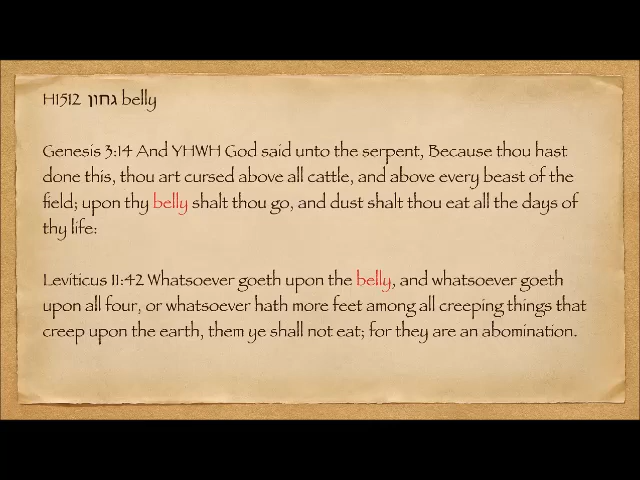 H1512 גחון belly
Genesis 3:14 And YHWH God said unto the serpent, Because thou hast
done this, thou art cursed above all cattle, and above every beast of the
field; upon thy belly shalt thou go, and dust shalt thou eat all the days of
thy life:
Leviticus 11:42 Whatsoever goeth upon the belly, and whatsoever goeth
upon all four, or whatsoever hath more feet among all creeping things that
creep upon the earth, them ye shall not eat; for they are an abomination.